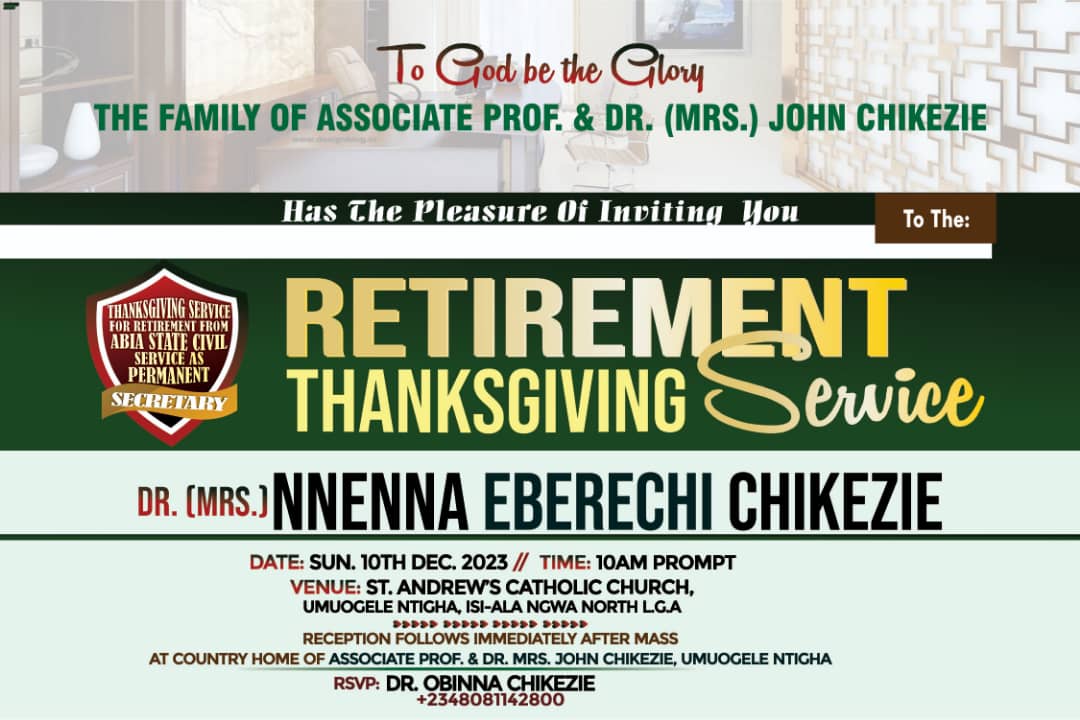 To God be the Glory
THE FAMILY OF ASSOCIATE PROF. & DR. (MRS.) JOHN CHIKEZIE
Has The Pleasure Of Inviting You
To The:
THANKSGIVING SERVICE
FOR RETIREMENT FROM
ABIA STATE CIVIL
SERVICE AS
PERMANENT
SECRETARY
RETIREMENT
THANKSGIVING Service
DR. (MRS.) NNENNA EBERECHI CHIKEZIE
DATE: SUN. 10TH DEC. 2023 // TIME: 10AM PROMPT
VENUE: ST. ANDREW'S CATHOLIC CHURCH,
UMUOGELE NTIGHA, ISI-ALA NGWA NORTH L.G.A
RECEPTION FOLLOWS IMMEDIATELY AFTER MASS
AT COUNTRY HOME OF ASSOCIATE PROF. & DR. MRS. JOHN CHIKEZIE, UMUOGELE NTIGHA
RSVP: DR. OBINNA CHIKEZIE
+2348081142800